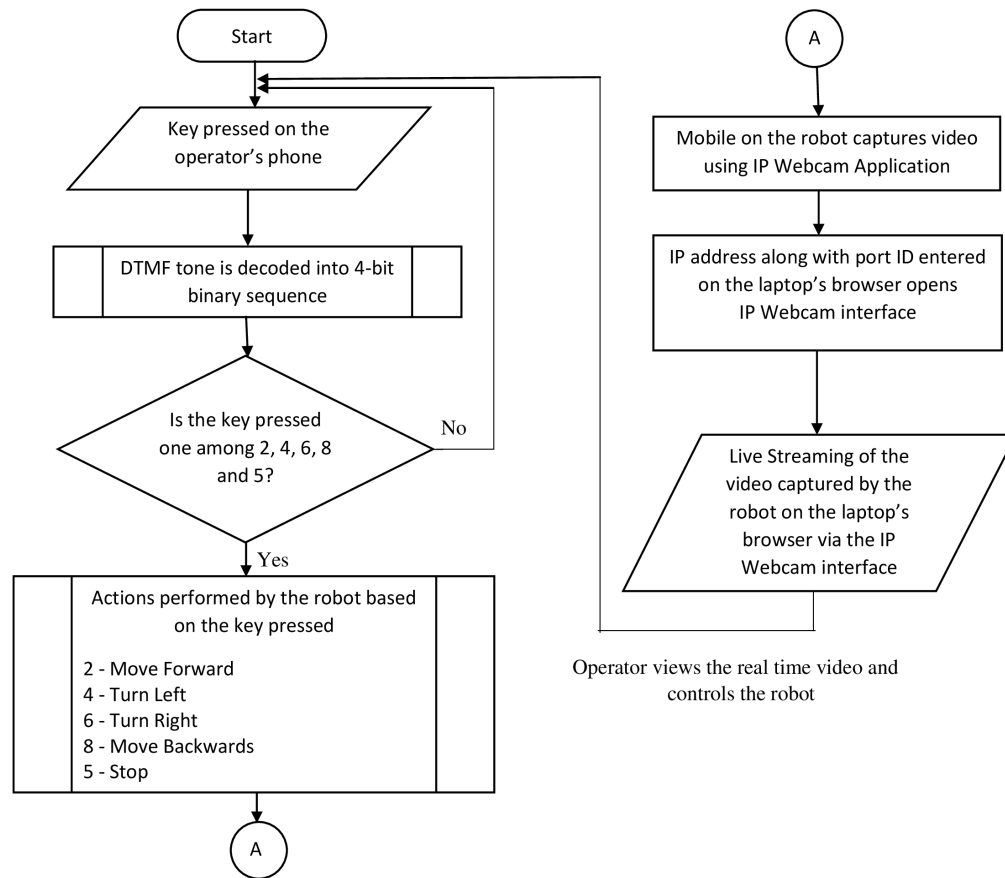 Start
Key pressed on the
operator's phone
DTMF tone is decoded into 4-bit
binary sequence
Is the key pressed
one among 2, 4, 6, 8
and 5?
No
Yes
Actions performed by the robot based
on the key pressed
2 - Move Forward
4 - Turn Left
6 - Turn Right
8 - Move Backwards
5 - Stop
A
A
Mobile on the robot captures video
using IP Webcam Application
IP address along with port ID entered
on the laptop's browser opens
IP Webcam interface
Live Streaming of the
video captured by the
robot on the laptop's
browser via the IP
Webcam interface
Operator views the real time video and
controls the robot